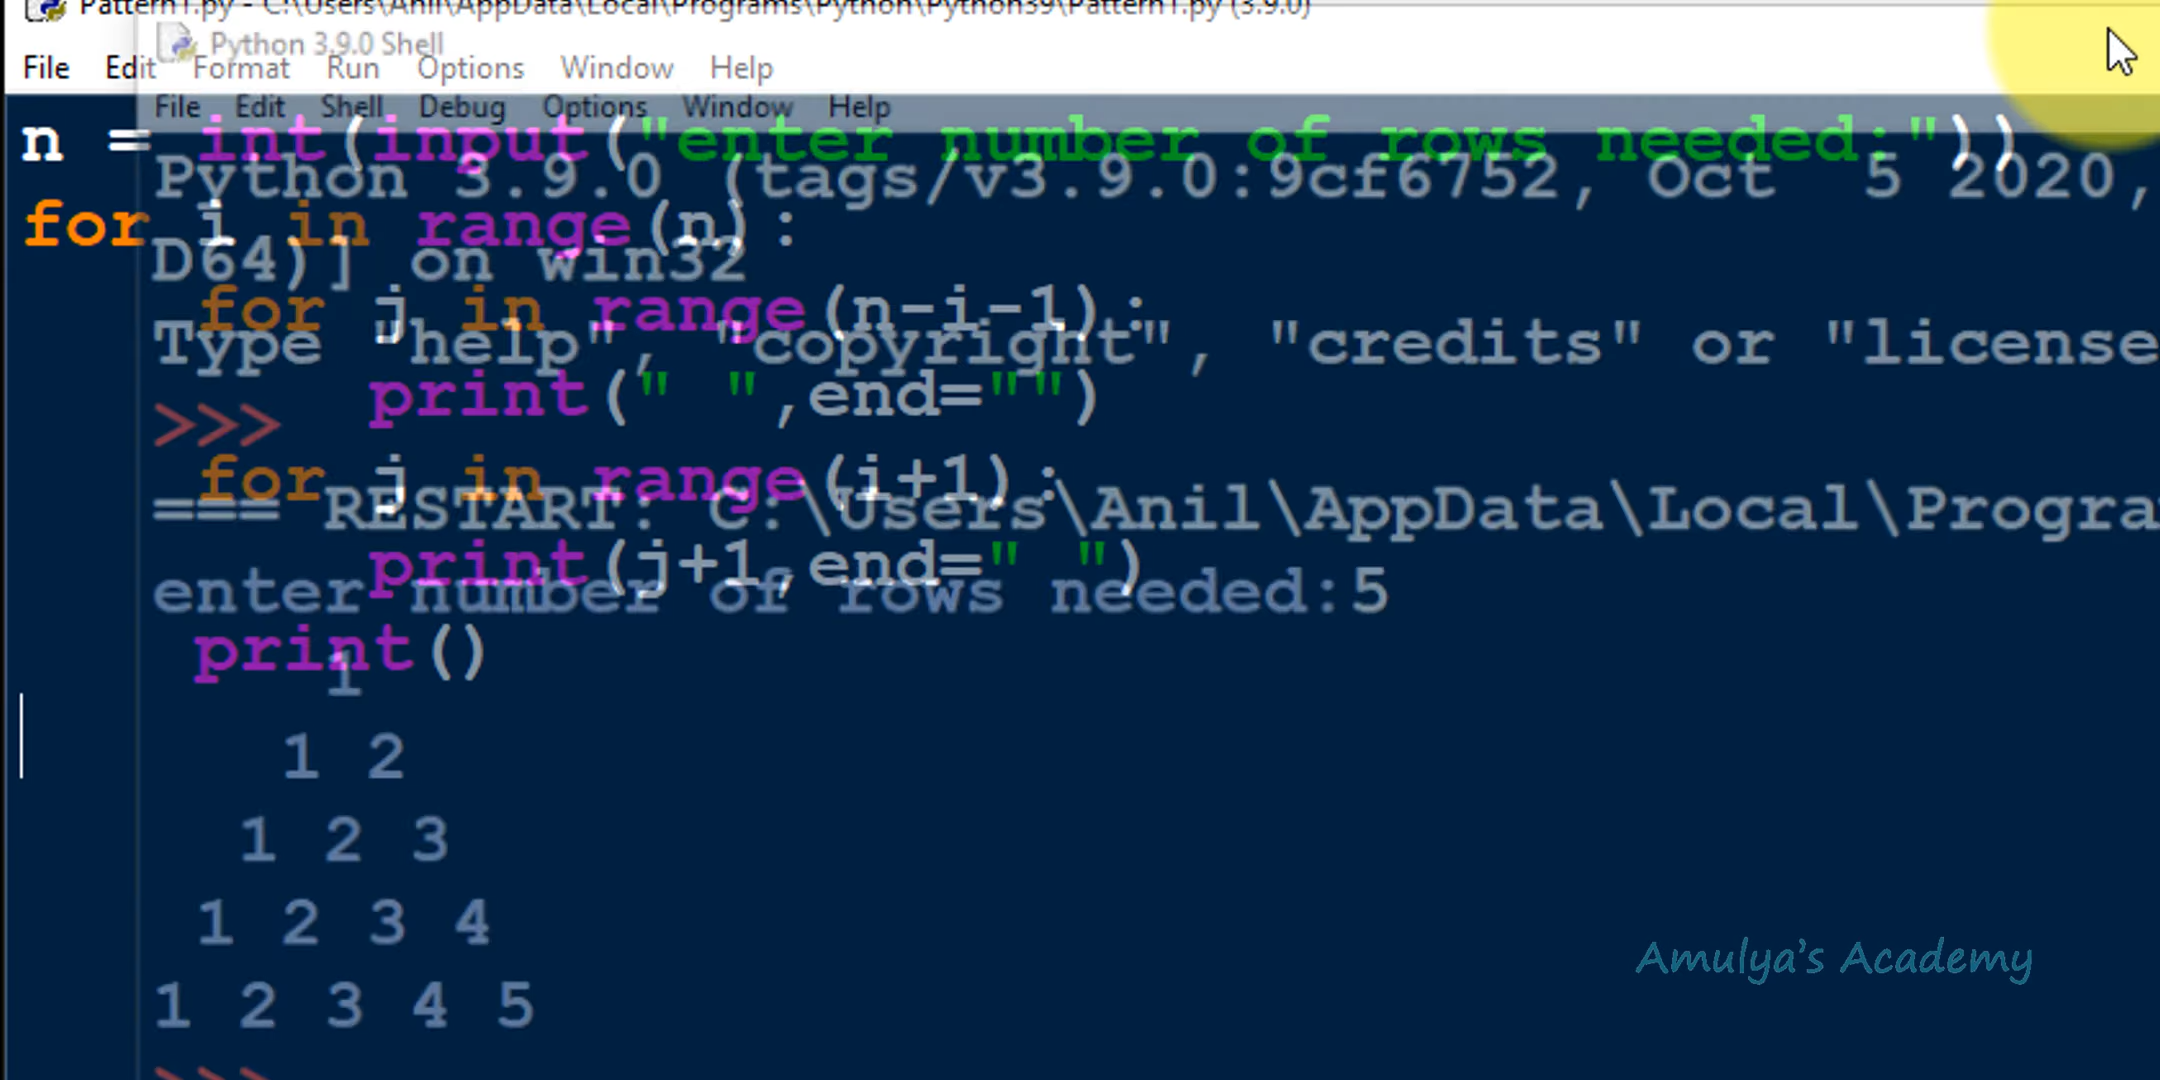 Pattern1.py - C:\Users\Anil\AppData\Local\Programs\Python\Python39\Pattern1.py (3.9.0)
File Edit Format Run Options Window Help
n = int(input("enter number of rows needed:"))
for i in range(n):
for j in range(n-i-1):
print(" ",end="")
for j in range(i+1):
print(j+1,end=" ")
print()
Python 3.9.0 Shell
File Edit Shell Debug Options Window Help
Python 3.9.0 (tags/v3.9.0:9cf6752, Oct 5 2020,
D64)] on win32
Type "help", "copyright", "credits" or "license
>>>
=== RESTART: C:\Users\Anil\AppData\Local\Progra
enter number of rows needed:5
1
1 2
1 2 3
1 2 3 4
1 2 3 4 5
>>>
Amulya's Academy